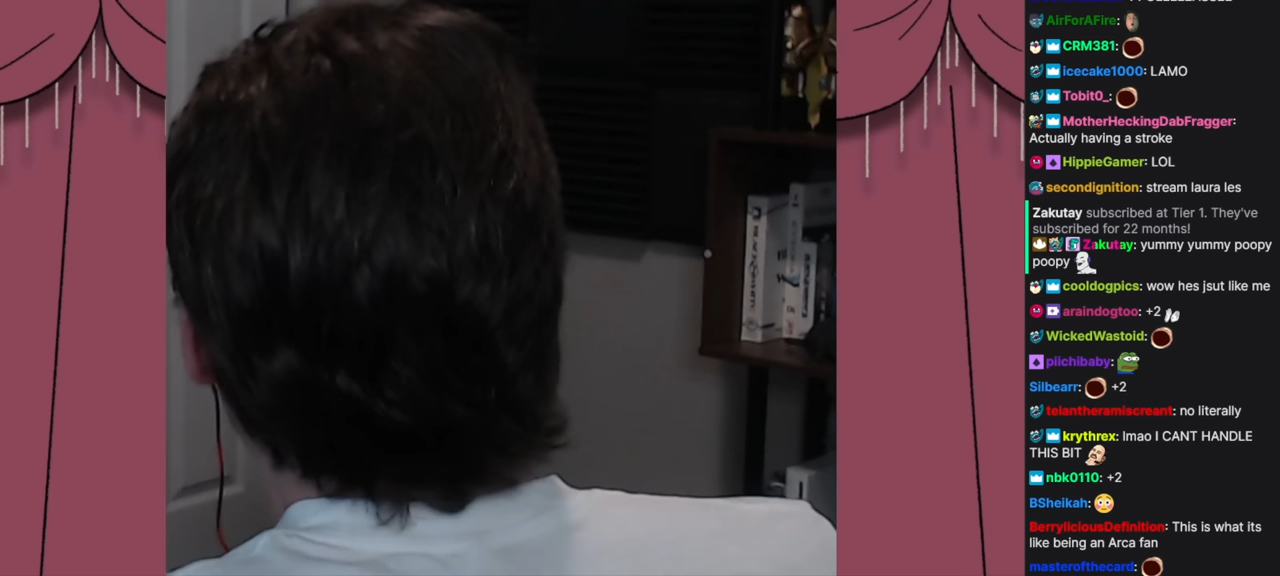 AirForAFire:
CRM381:
icecake1000: LAMO
Tobit0_:
MotherHeckingDabFragger:
Actually having a stroke
HippieGamer: LOL
secondignition: stream laura les
Zakutay subscribed at Tier 1. They've
subscribed for 22 months!
Zakutay: yummy yummy poopy
poopy
cooldogpics: wow hes jsut like me
araindogtoo: +2
WickedWastoid:
piichibaby:
Silbearr: +2
telantheramiscreant: no literally
krythrex: lmao I CANT HANDLE
THIS BIT
nbk0110: +2
BSheikah:
BerryliciousDefinition: This is what its
like being an Arca fan
masterofthecard: